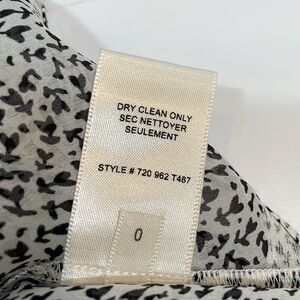 DRY CLEAN ONLY
SEC NETTOYER
SEULEMENT
STYLE # 720 962 T487
0